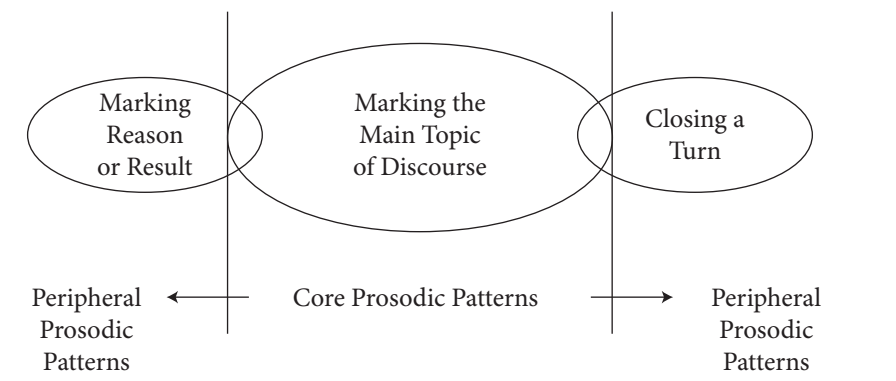 Marking
Reason
or Result
Marking the
Main Topic
of Discourse
Closing a
Turn
Peripheral
Prosodic
Patterns
Core Prosodic Patterns
Peripheral
Prosodic
Patterns